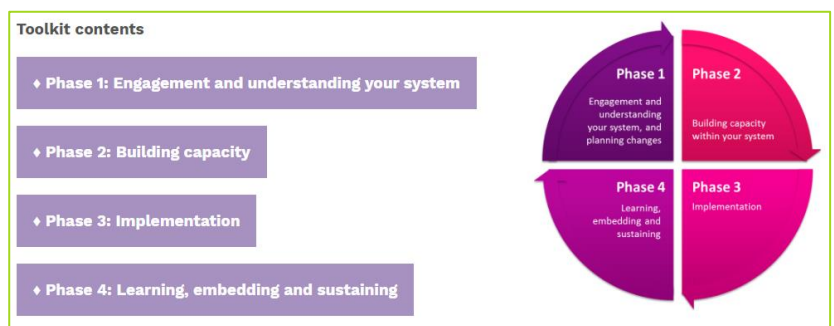 Toolkit contents
♦ Phase 1: Engagement and understanding your system
♦ Phase 2: Building capacity
♦ Phase 3: Implementation
♦ Phase 4: Learning, embedding and sustaining
Phase 1
Engagement and
understanding
your system, and
planning changes
Phase 2
Building capacity
within your system
Phase 4
Learning,
embedding and
sustaining
Phase 3
Implementation